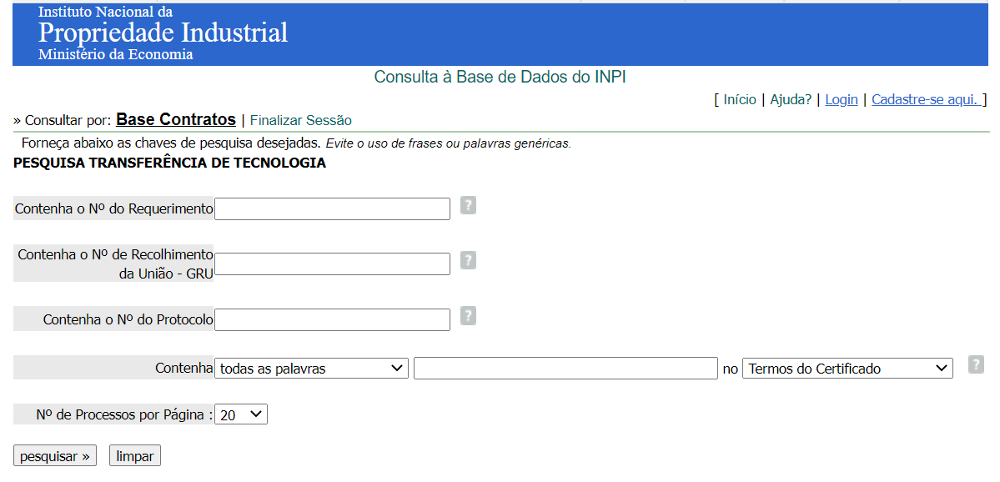 Instituto Nacional da
Propriedade Industrial
Ministério da Economia
Consulta à Base de Dados do INPI
[ Início | Ajuda? | Login | Cadastre-se aqui. ]
» Consultar por: Base Contratos | Finalizar Sessão
Forneça abaixo as chaves de pesquisa desejadas. Evite o uso de frases ou palavras genéricas.
PESQUISA TRANSFERÊNCIA DE TECNOLOGIA
Contenha o Nº do Requerimento ?
Contenha o Nº de Recolhimento
da União - GRU ?
Contenha o Nº do Protocolo ?
Contenha todas as palavras no Termos do Certificado ?
Nº de Processos por Página : 20
pesquisar » limpar